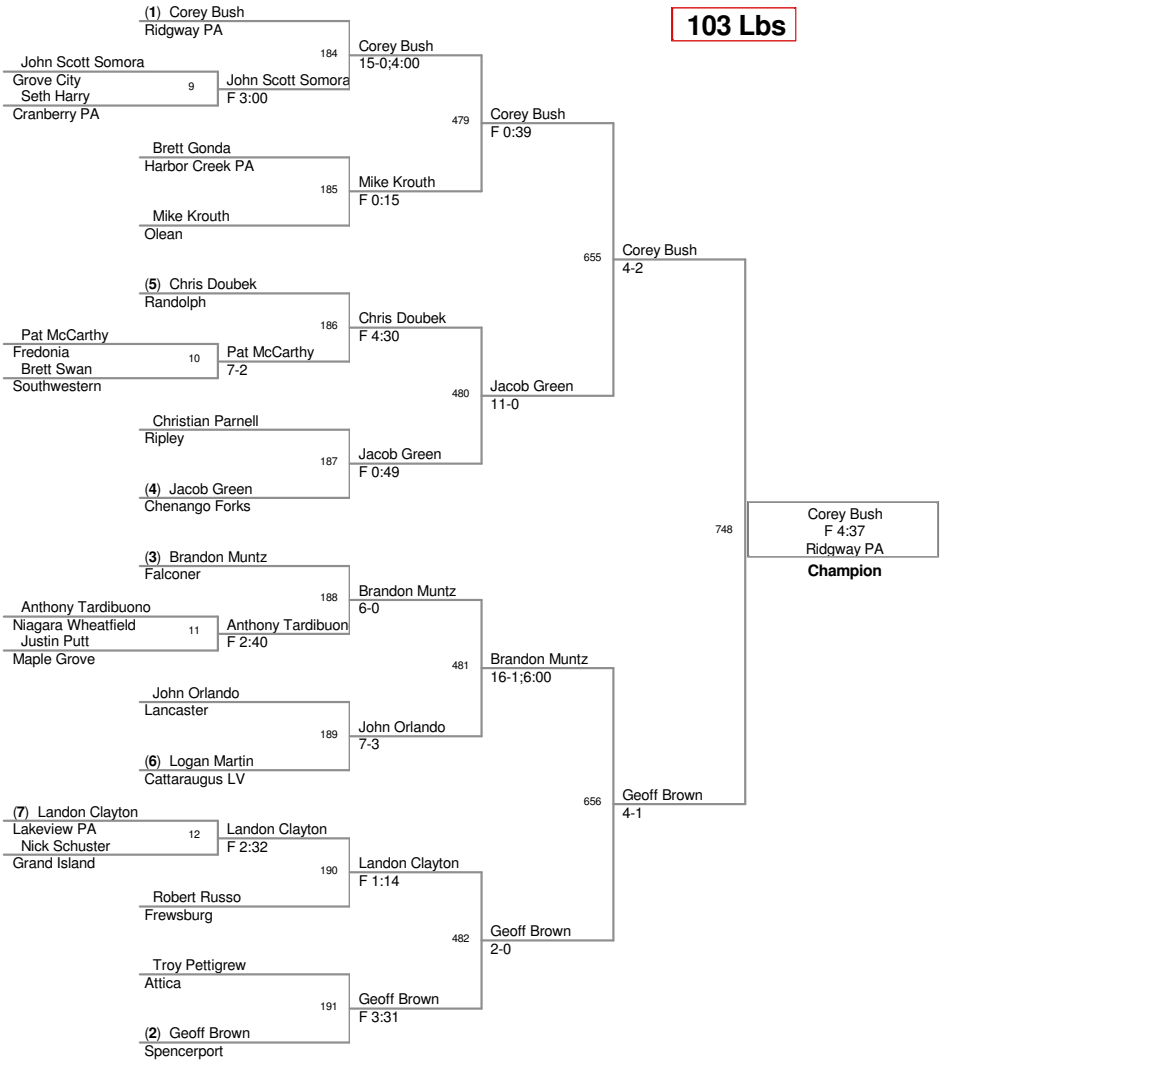 103 Lbs
(1) Corey Bush
Ridgway PA
184
Corey Bush
15-0;4:00
John Scott Somora
Grove City
9
Seth Harry
Cranberry PA
John Scott Somora
F 3:00
479
Corey Bush
F 0:39
Brett Gonda
Harbor Creek PA
185
Mike Krouth
F 0:15
Mike Krouth
Olean
655
Corey Bush
4-2
(5) Chris Doubek
Randolph
186
Chris Doubek
F 4:30
Pat McCarthy
Fredonia
10
Brett Swan
Southwestern
Pat McCarthy
7-2
480
Jacob Green
11-0
Christian Parnell
Ripley
187
Jacob Green
F 0:49
(4) Jacob Green
Chenango Forks
748
Corey Bush
F 4:37
Ridgway PA
Champion
(3) Brandon Muntz
Falconer
188
Brandon Muntz
6-0
Anthony Tardibuono
Niagara Wheatfield
11
Justin Putt
Maple Grove
Anthony Tardibuon
F 2:40
481
Brandon Muntz
16-1;6:00
John Orlando
Lancaster
189
John Orlando
7-3
(6) Logan Martin
Cattaraugus LV
656
Geoff Brown
4-1
(7) Landon Clayton
Lakeview PA
12
Nick Schuster
Grand Island
Landon Clayton
F 2:32
190
Landon Clayton
F 1:14
Robert Russo
Frewsburg
482
Geoff Brown
2-0
Troy Pettigrew
Attica
191
Geoff Brown
F 3:31
(2) Geoff Brown
Spencerport